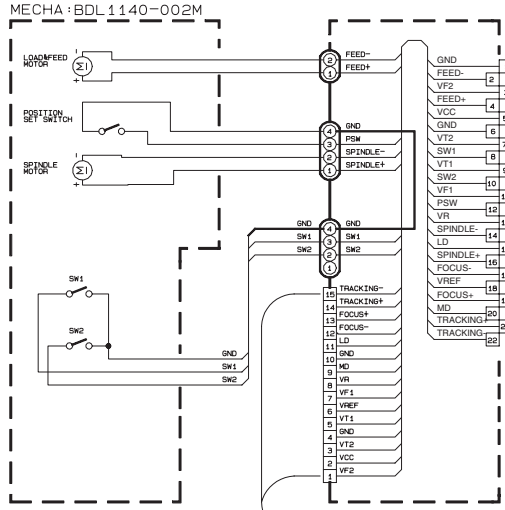 MECHA:BDL1140-002M
LOAD&FEED
MOTOR
POSITION
SET SWITCH
SPINDLE
MOTOR
SW1
SW2
GND
SW1
SW2
GND
SW1
SW2
2 FEED-
1 FEED+
4 GND
3 PSW
2 SPINDLE-
1 SPINDLE+
4 GND
3 SW1
2 SW2
1
15 TRACKING-
14 TRACKING+
13 FOCUS+
12 FOCUS-
11 LD
10 GND
9 MD
8 VR
7 VF1
6 VREF
5 VT1
4 GND
3 VT2
2 VCC
1 VF2
GND
FEED- 2
VF2
FEED+ 4
VCC
GND 6
VT2
SW1 8
VT1
SW2 10
VF1
PSW 12
VR
SPINDLE- 14
LD
SPINDLE+ 16
FOCUS-
VREF 18
FOCUS+
MD 20
TRACKING+
TRACKING- 22